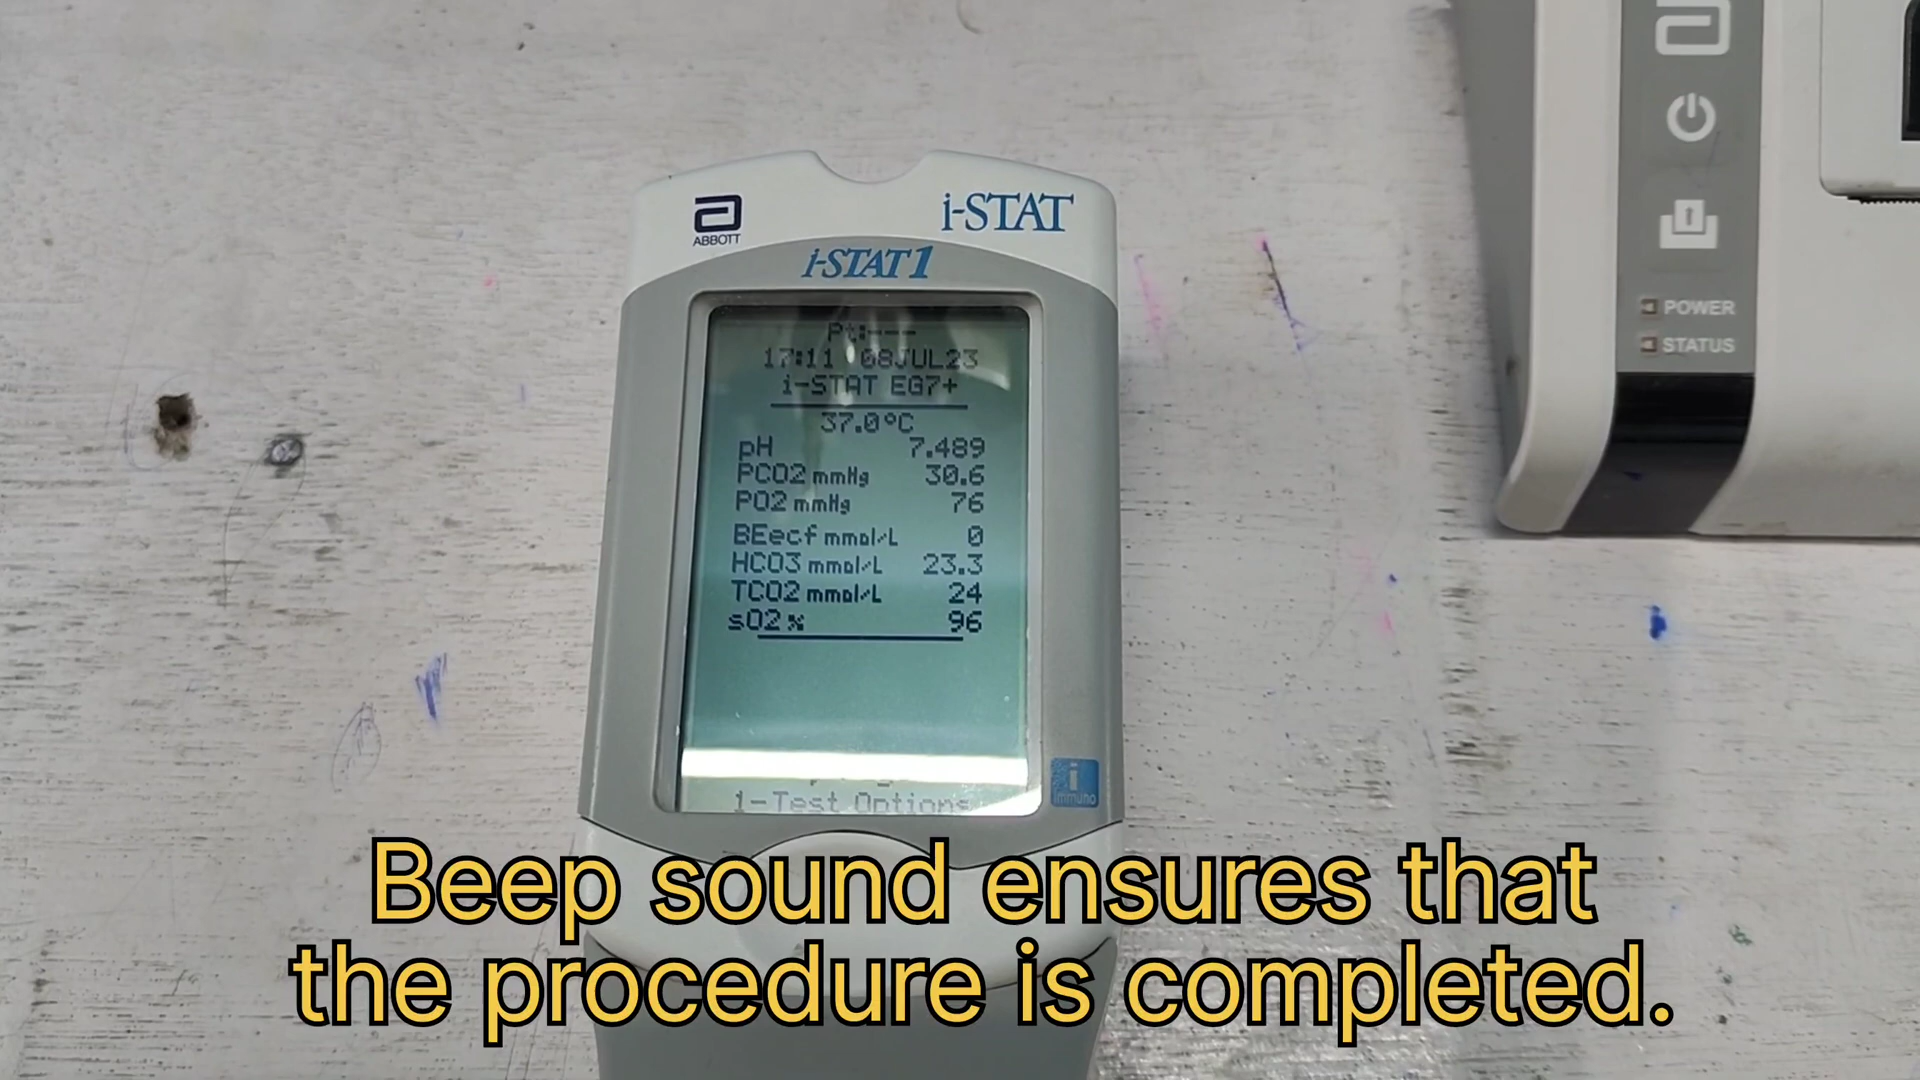 ABBOTT
i-STAT
i-STAT 1
Pt:---
17:11 08JUL23
i-STAT EG7+
37.0°C
pH 7.489
PCO2 mmHg 30.6
PO2 mmHg 76
BEecf mmol/L 0
HCO3 mmol/L 23.3
TCO2 mmol/L 24
sO2 % 96
1-Test Options
i
immuno
POWER
STATUS
Beep sound ensures that
the procedure is completed.